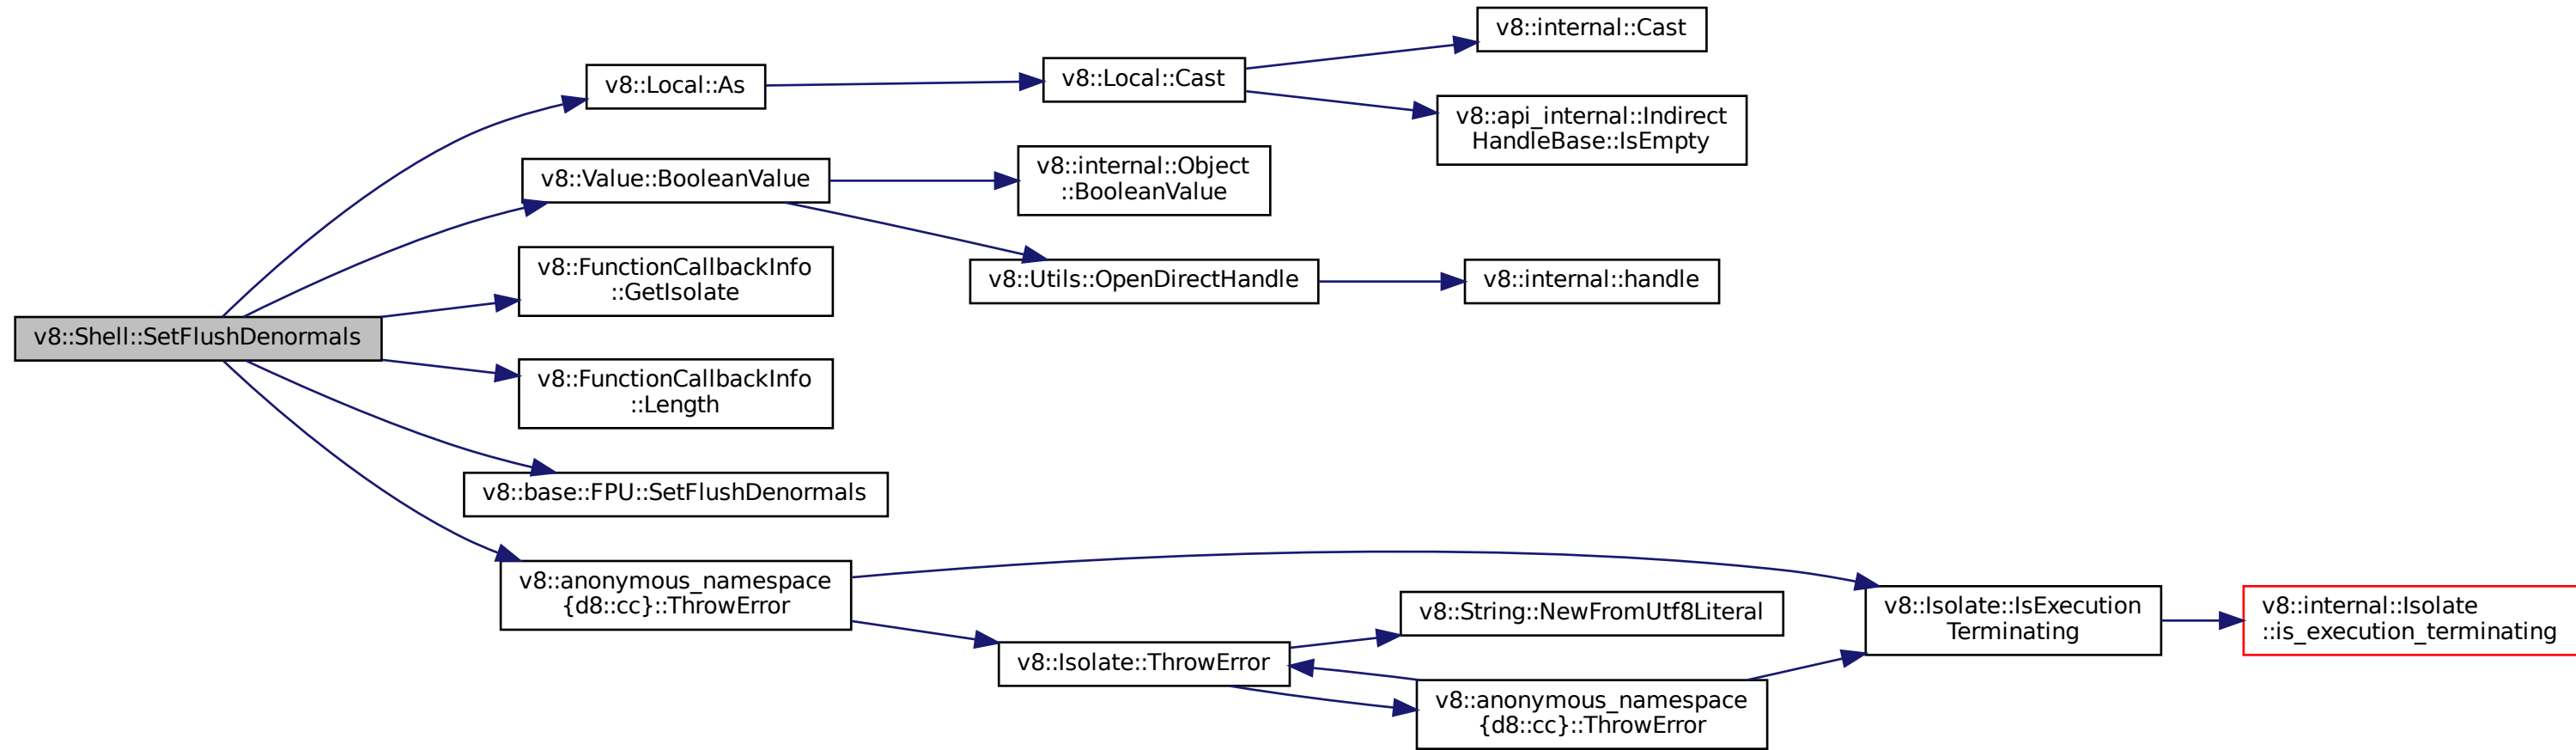 v8::Shell::SetFlushDenormals
v8::Local::As
v8::Local::Cast
v8::internal::Cast
v8::api_internal::Indirect
HandleBase::IsEmpty
v8::Value::BooleanValue
v8::internal::Object
::BooleanValue
v8::Utils::OpenDirectHandle
v8::internal::handle
v8::FunctionCallbackInfo
::GetIsolate
v8::FunctionCallbackInfo
::Length
v8::base::FPU::SetFlushDenormals
v8::anonymous_namespace
{d8::cc}::ThrowError
v8::Isolate::ThrowError
v8::String::NewFromUtf8Literal
v8::anonymous_namespace
{d8::cc}::ThrowError
v8::Isolate::IsExecution
Terminating
v8::internal::Isolate
::is_execution_terminating